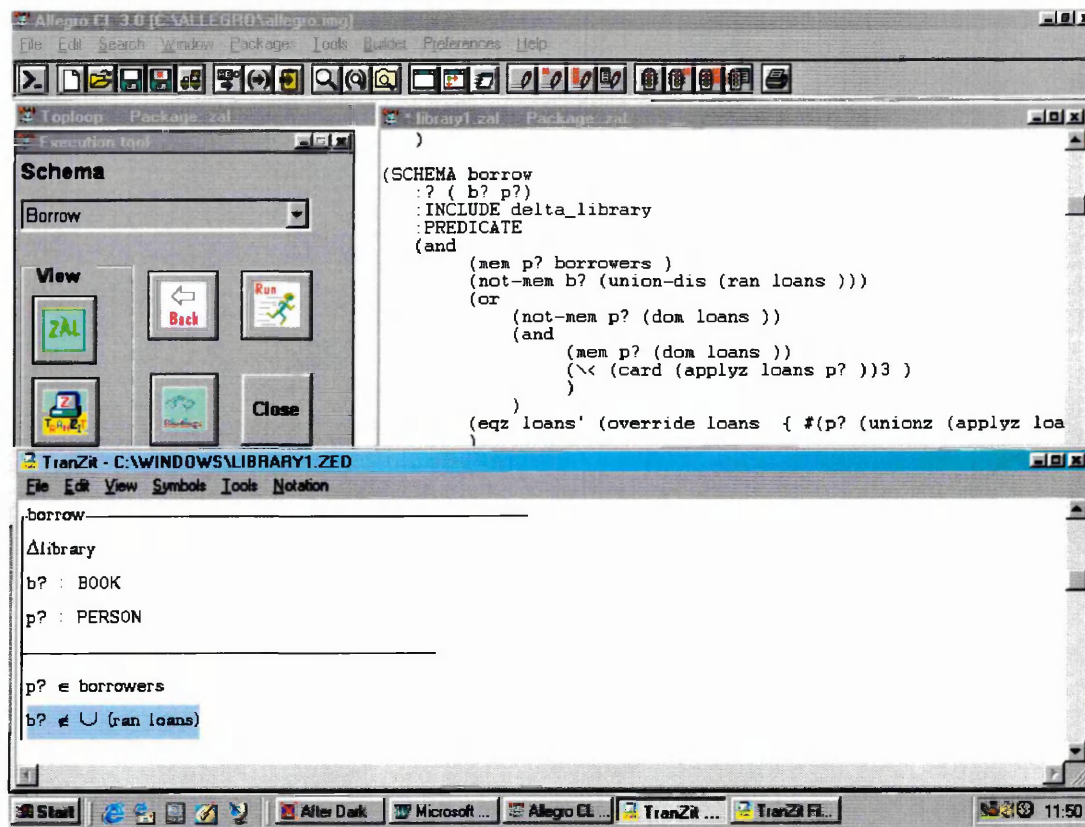 Allegro CL 3.0 [C:\ALLEGRO\allegro.img]
File Edit Search Window Packages Tools Builder Preferences Help
Toploop Package: zal
* library1.zal Package: zal
Execution tool
Schema
Borrow
View
ZAL
Back
Run
Close
)
(SCHEMA borrow
:? ( b? p?)
:INCLUDE delta_library
:PREDICATE
(and
(mem p? borrowers )
(not-mem b? (union-dis (ran loans )))
(or
(not-mem p? (dom loans ))
(and
(mem p? (dom loans ))
(\< (card (applyz loans p? ))3 )
)
)
(eqz loans' (override loans { #(p? (unionz (applyz loa
)
TranZit - C:\WINDOWS\LIBRARY1.ZED
File Edit View Symbols Tools Notation
borrow
Δlibrary
b? : BOOK
p? : PERSON
p? ∈ borrowers
b? ∉ ∪ (ran loans)
Start
After Dark
Microsoft ...
Allegro CL ...
TranZit ...
TranZit Fi...
11:50